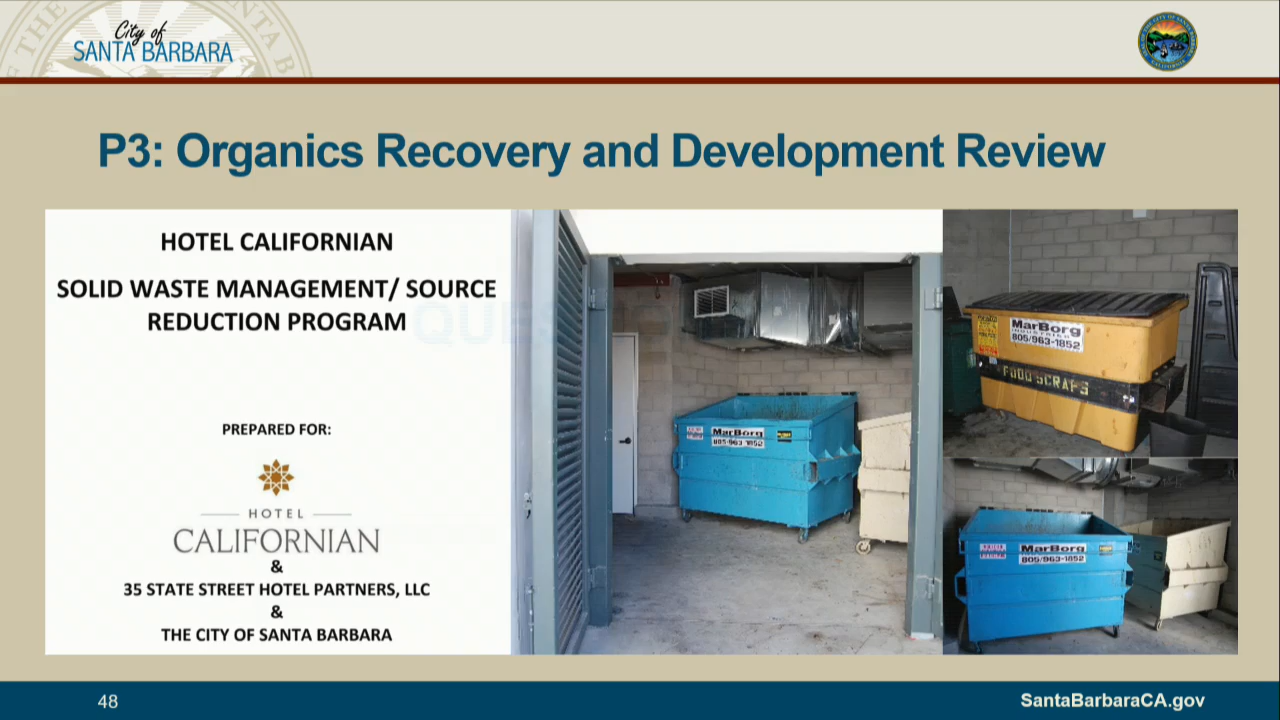 City of
SANTA BARBARA
P3: Organics Recovery and Development Review
HOTEL CALIFORNIAN
SOLID WASTE MANAGEMENT/ SOURCE
REDUCTION PROGRAM
PREPARED FOR:
HOTEL
CALIFORNIAN
&
35 STATE STREET HOTEL PARTNERS, LLC
&
THE CITY OF SANTA BARBARA
MarBorg
805/963-1852
MarBorg
INDUSTRIES
805/963-1852
FOOD SCRAPS
MarBorg
805/963-1852
48
SantaBarbaraCA.gov